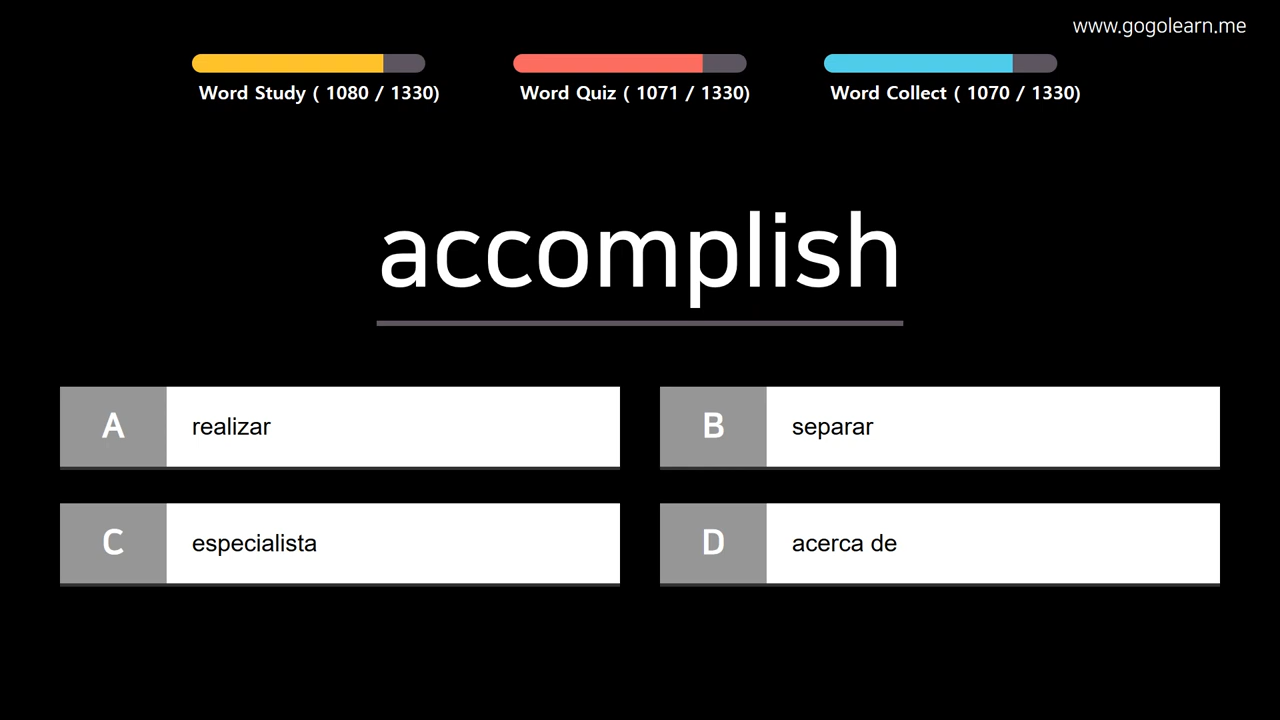 www.gogolearn.me
Word Study ( 1080 / 1330)
Word Quiz ( 1071 / 1330)
Word Collect ( 1070 / 1330)
accomplish
A realizar
B separar
C especialista
D acerca de